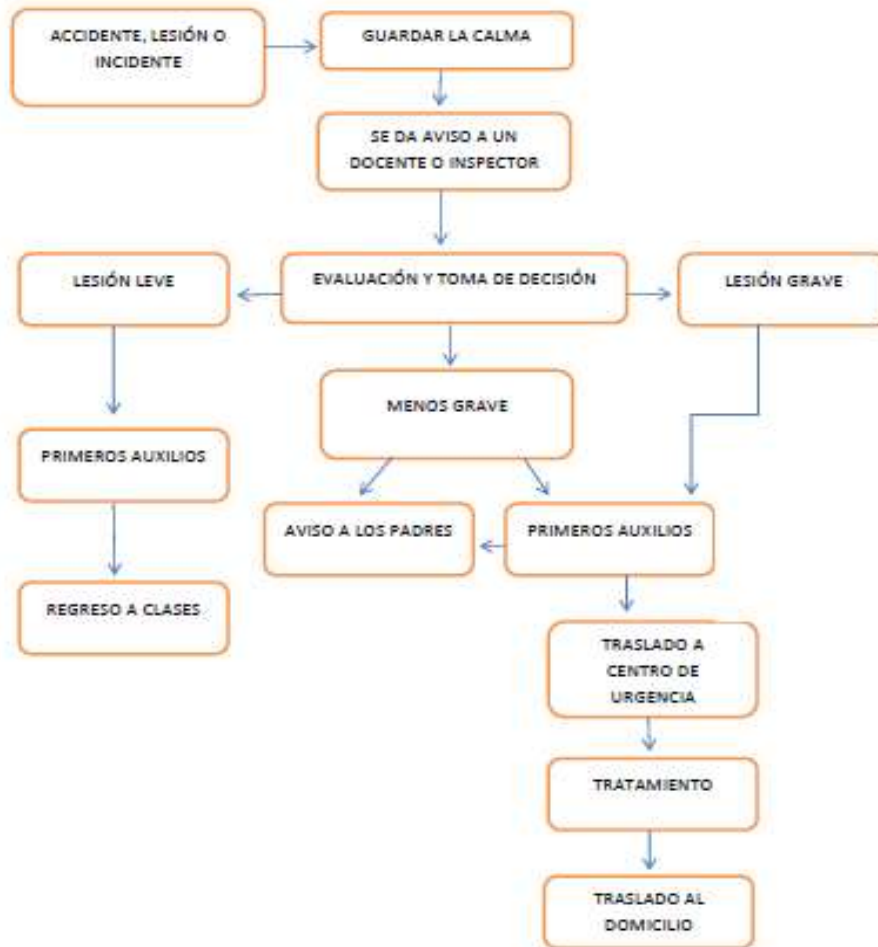 ACCIDENTE, LESIÓN O
INCIDENTE
GUARDAR LA CALMA
SE DA AVISO A UN
DOCENTE O INSPECTOR
LESIÓN LEVE
EVALUACIÓN Y TOMA DE DECISIÓN
LESIÓN GRAVE
MENOS GRAVE
PRIMEROS AUXILIOS
AVISO A LOS PADRES
PRIMEROS AUXILIOS
REGRESO A CLASES
TRASLADO A
CENTRO DE
URGENCIA
TRATAMIENTO
TRASLADO AL
DOMICILIO